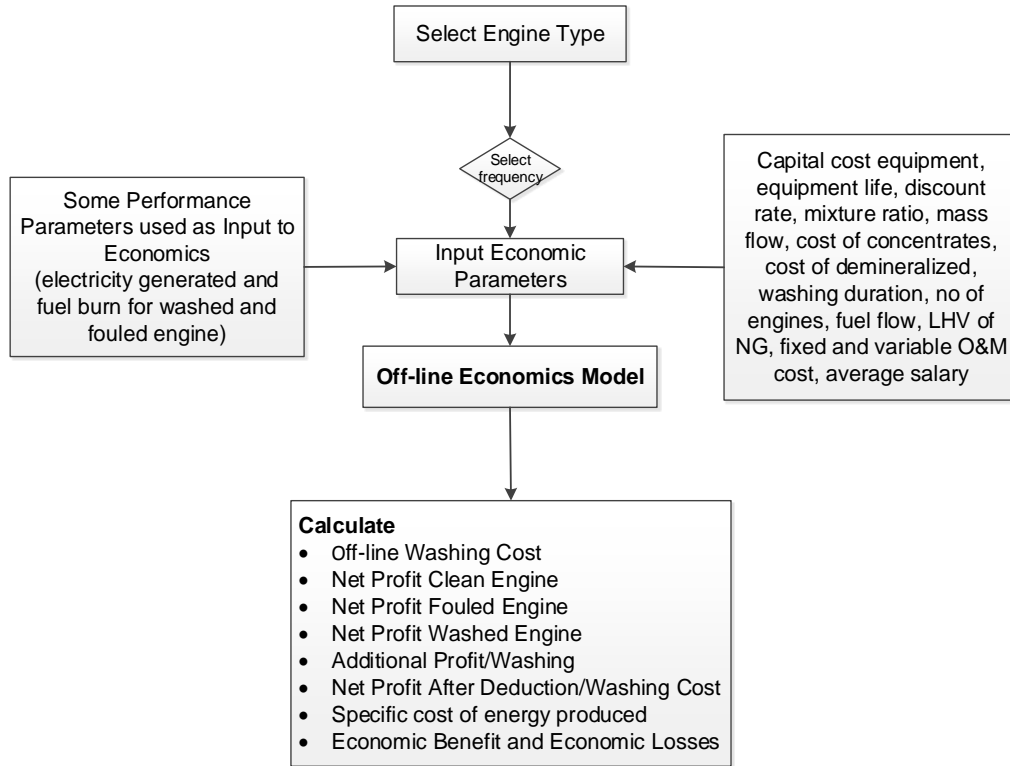 Select Engine Type
Select
frequency
Some Performance
Parameters used as Input to
Economics
(electricity generated and
fuel burn for washed and
fouled engine)
Input Economic
Parameters
Capital cost equipment,
equipment life, discount
rate, mixture ratio, mass
flow, cost of concentrates,
cost of demineralized,
washing duration, no of
engines, fuel flow, LHV of
NG, fixed and variable O&M
cost, average salary
Off-line Economics Model
Calculate
• Off-line Washing Cost
• Net Profit Clean Engine
• Net Profit Fouled Engine
• Net Profit Washed Engine
• Additional Profit/Washing
• Net Profit After Deduction/Washing Cost
• Specific cost of energy produced
• Economic Benefit and Economic Losses